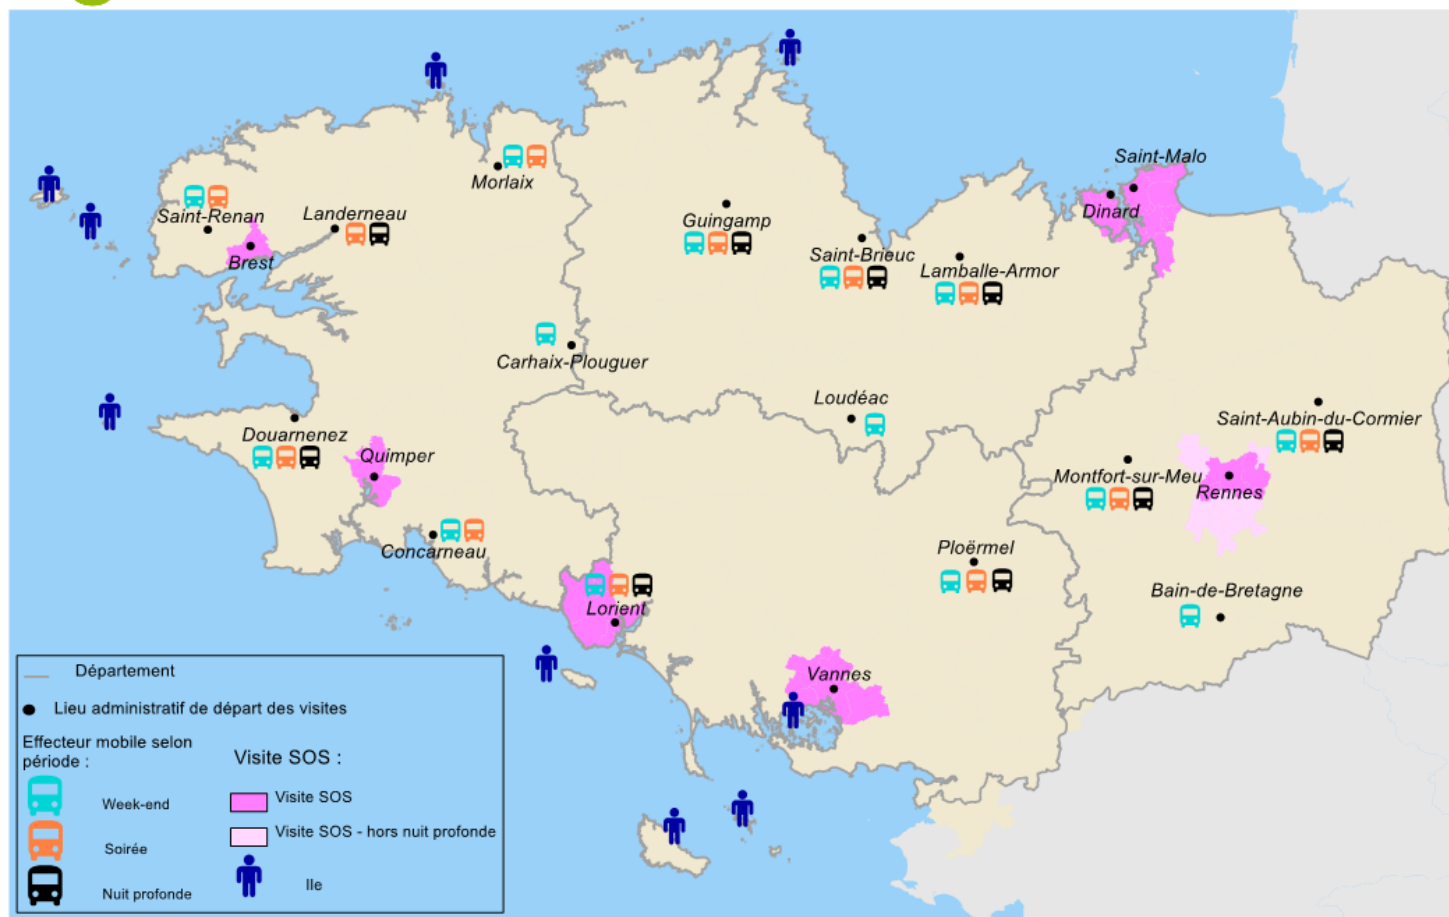 Saint-Malo
Dinard
Morlaix
Saint-Renan
Landerneau
Guingamp
Brest
Saint-Brieuc
Lamballe-Armor
Carhaix-Plouguer
Loudéac
Saint-Aubin-du-Cormier
Douarnenez
Quimper
Montfort-sur-Meu
Rennes
Concarneau
Ploërmel
Bain-de-Bretagne
Lorient
Vannes
Département
Lieu administratif de départ des visites
Effecteur mobile selon
période :
Visite SOS :
Week-end
Visite SOS
Soirée
Visite SOS - hors nuit profonde
Nuit profonde
Ile